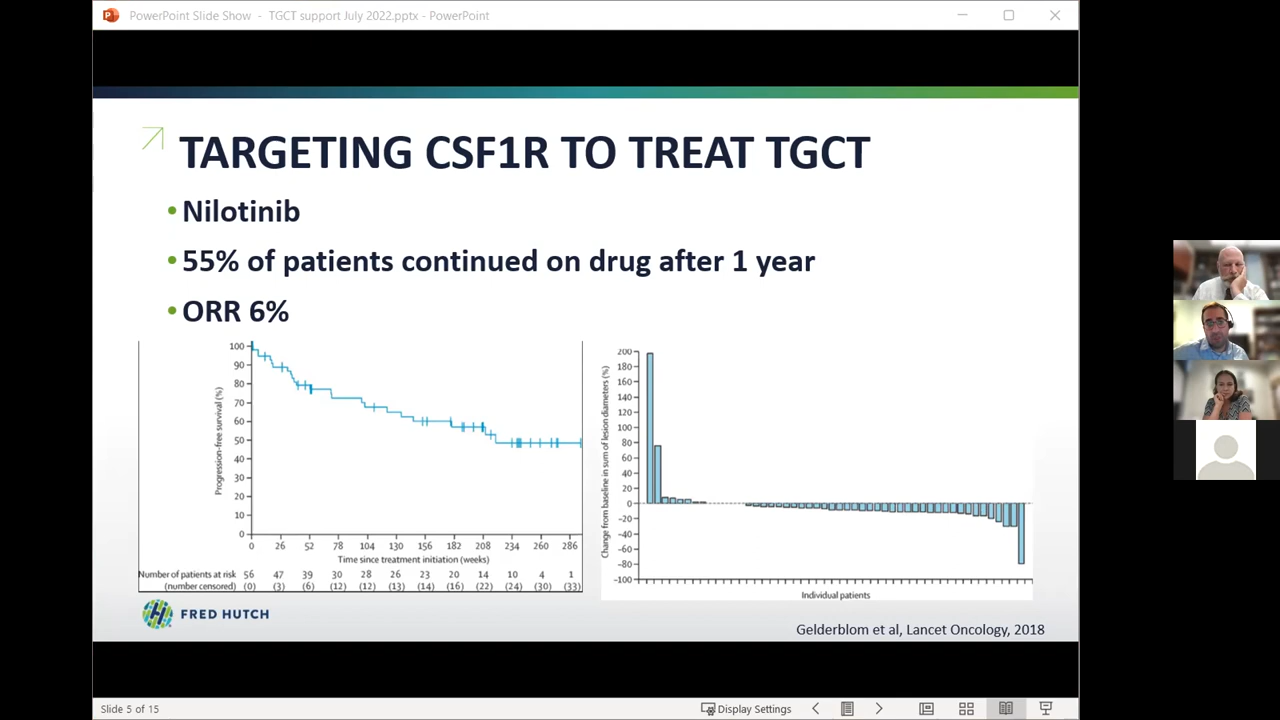 PowerPoint Slide Show - TGCT support July 2022.pptx - PowerPoint
TARGETING CSF1R TO TREAT TGCT
• Nilotinib
• 55% of patients continued on drug after 1 year
• ORR 6%
Progression-free survival (%)
100
90
80
70
60
50
40
30
20
10
0
0 26 52 78 104 130 156 182 208 234 260 286
Time since treatment initiation (weeks)
Number of patients at risk 56 47 39 30 28 26 23 20 14 10 4 1
(number censored) (0) (3) (6) (12) (12) (13) (14) (16) (22) (24) (30) (33)
Change from baseline in sum of lesion diameters (%)
200
180
160
140
120
100
80
60
40
20
0
−20
−40
−60
−80
−100
Individual patients
FRED HUTCH
Gelderblom et al, Lancet Oncology, 2018
Slide 5 of 15
Display Settings